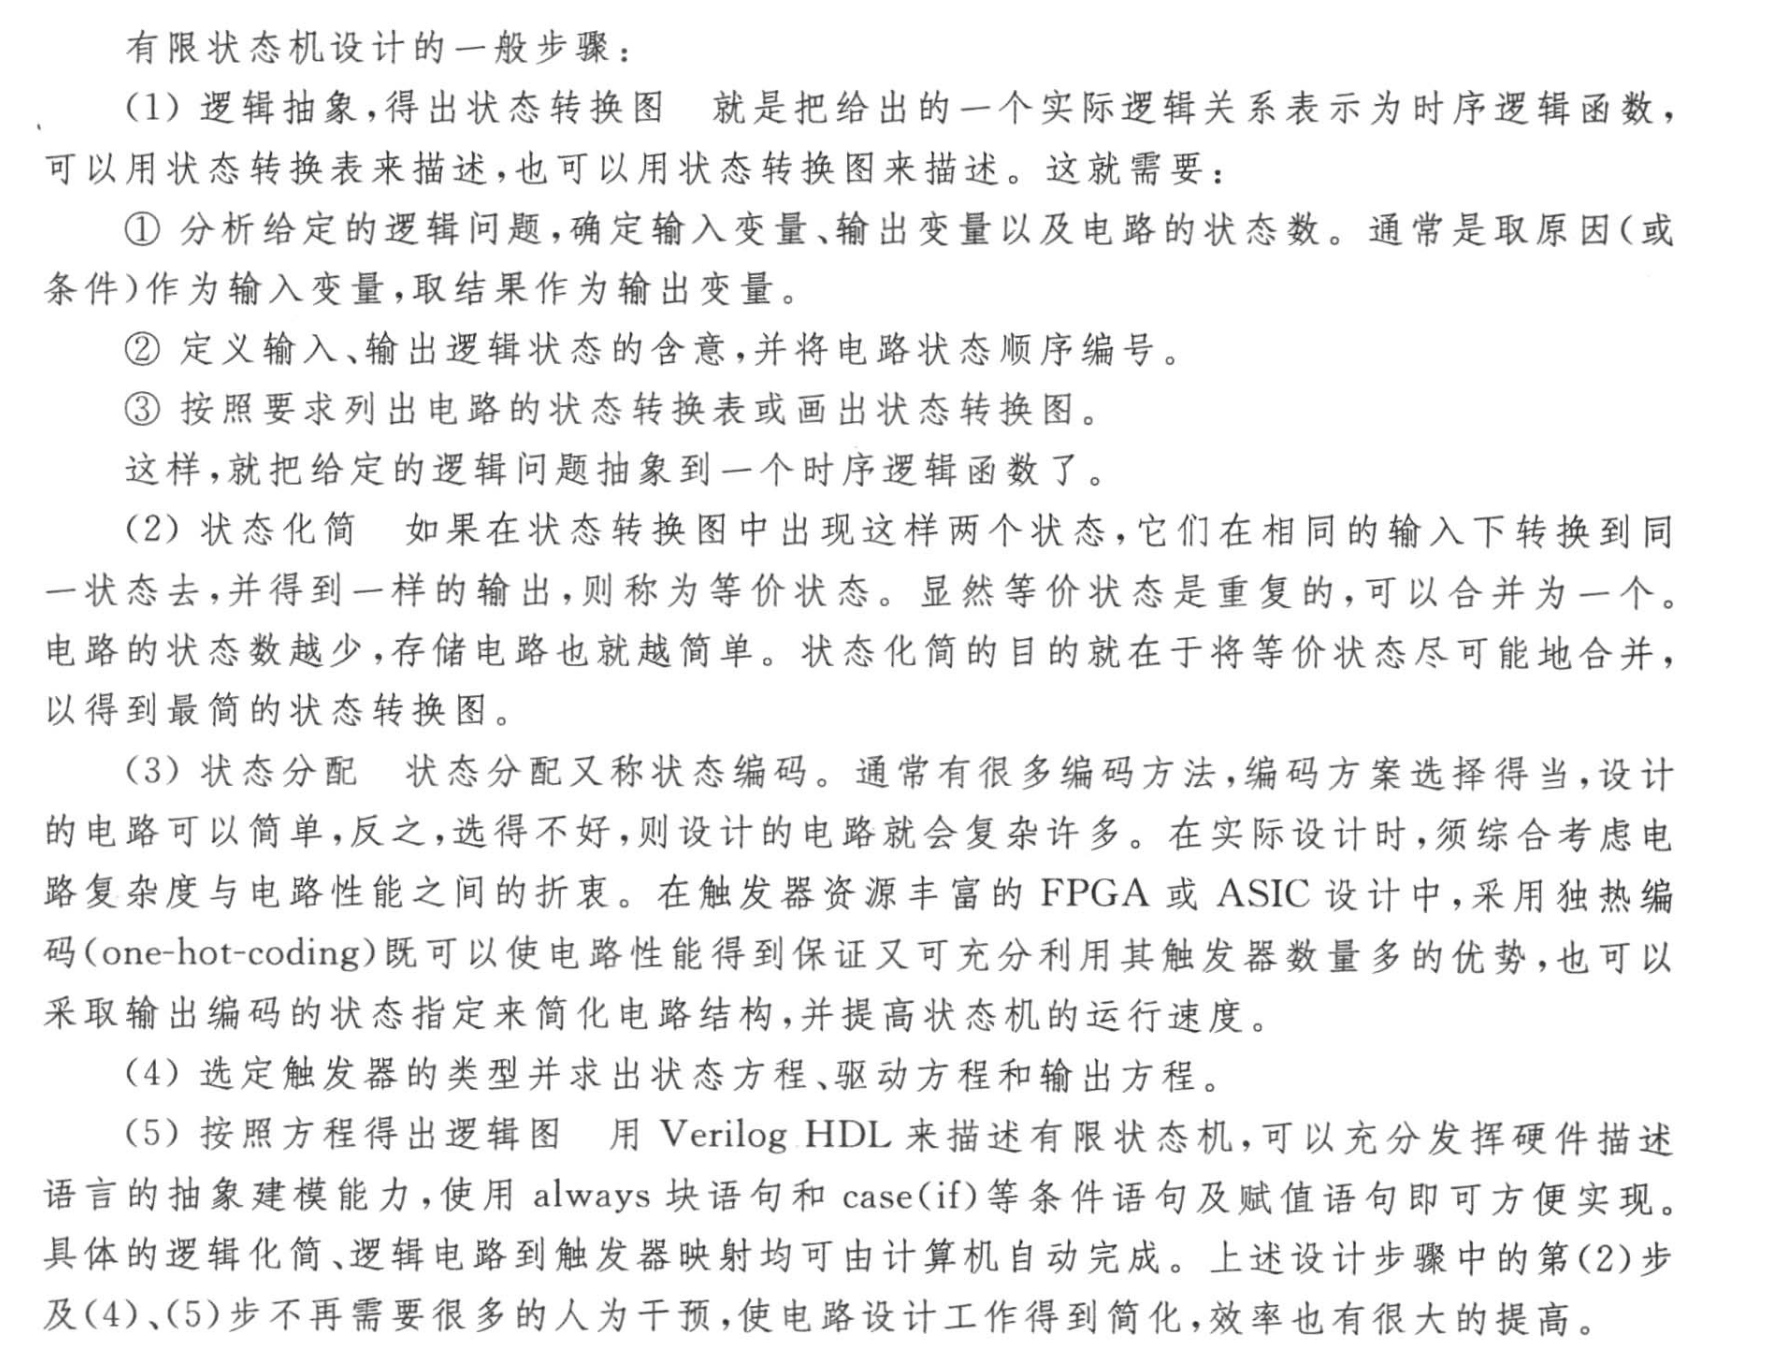 有限状态机设计的一般步骤：
(1) 逻辑抽象,得出状态转换图　就是把给出的一个实际逻辑关系表示为时序逻辑函数,
可以用状态转换表来描述,也可以用状态转换图来描述。这就需要：
① 分析给定的逻辑问题,确定输入变量、输出变量以及电路的状态数。通常是取原因(或
条件)作为输入变量,取结果作为输出变量。
② 定义输入、输出逻辑状态的含意,并将电路状态顺序编号。
③ 按照要求列出电路的状态转换表或画出状态转换图。
这样,就把给定的逻辑问题抽象到一个时序逻辑函数了。
(2) 状态化简　如果在状态转换图中出现这样两个状态,它们在相同的输入下转换到同
一状态去,并得到一样的输出,则称为等价状态。显然等价状态是重复的,可以合并为一个。
电路的状态数越少,存储电路也就越简单。状态化简的目的就在于将等价状态尽可能地合并,
以得到最简的状态转换图。
(3) 状态分配　状态分配又称状态编码。通常有很多编码方法,编码方案选择得当,设计
的电路可以简单,反之,选得不好,则设计的电路就会复杂许多。在实际设计时,须综合考虑电
路复杂度与电路性能之间的折衷。在触发器资源丰富的 FPGA 或 ASIC 设计中,采用独热编
码(one-hot-coding)既可以使电路性能得到保证又可充分利用其触发器数量多的优势,也可以
采取输出编码的状态指定来简化电路结构,并提高状态机的运行速度。
(4) 选定触发器的类型并求出状态方程、驱动方程和输出方程。
(5) 按照方程得出逻辑图　用 Verilog HDL 来描述有限状态机,可以充分发挥硬件描述
语言的抽象建模能力,使用 always 块语句和 case(if)等条件语句及赋值语句即可方便实现。
具体的逻辑化简、逻辑电路到触发器映射均可由计算机自动完成。上述设计步骤中的第(2)步
及(4)、(5)步不再需要很多的人为干预,使电路设计工作得到简化,效率也有很大的提高。